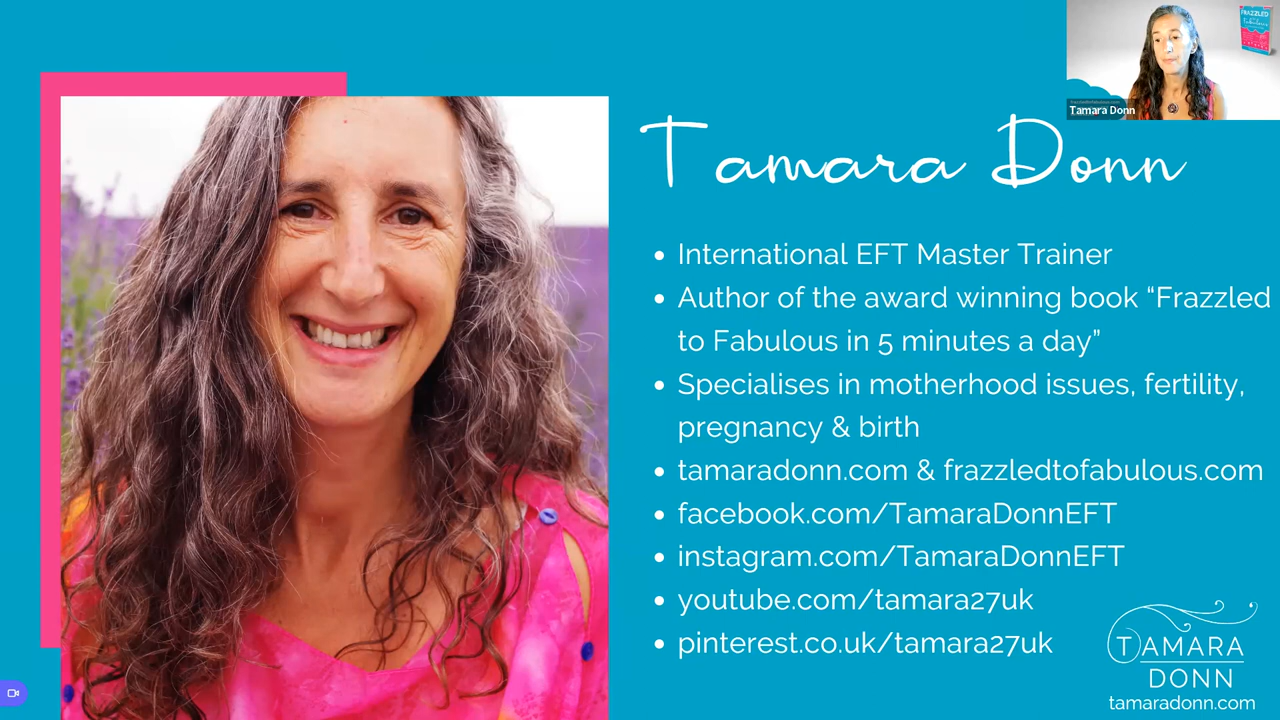 FRAZZLED
Fabulous
Tamara Donn
Tamara Donn
International EFT Master Trainer
Author of the award winning book “Frazzled
to Fabulous in 5 minutes a day”
Specialises in motherhood issues, fertility,
pregnancy & birth
tamaradonn.com & frazzledtofabulous.com
facebook.com/TamaraDonnEFT
instagram.com/TamaraDonnEFT
youtube.com/tamara27uk
pinterest.co.uk/tamara27uk
TAMARA
DONN
tamaradonn.com